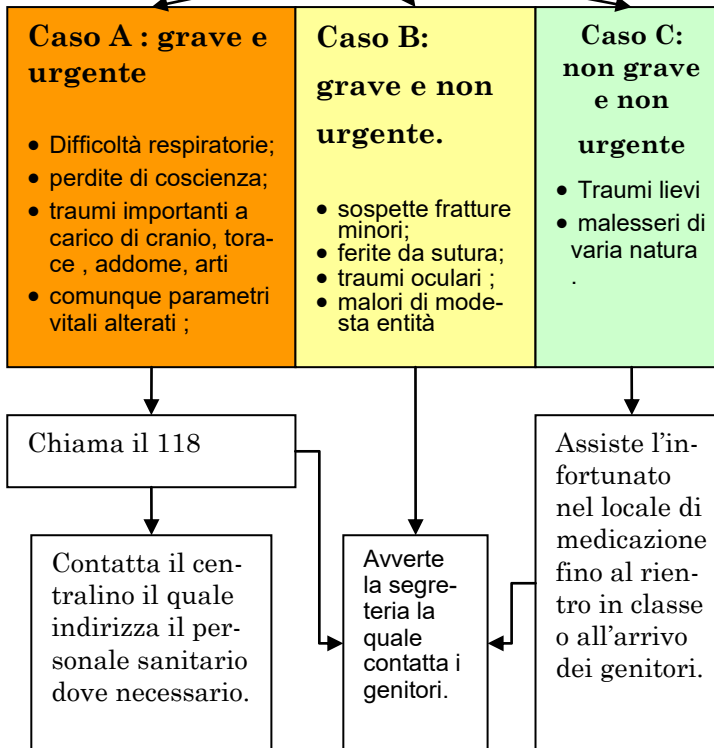 Caso A : grave e
urgente
• Difficoltà respiratorie;
• perdite di coscienza;
• traumi importanti a
carico di cranio, tora-
ce , addome, arti
• comunque parametri
vitali alterati ;
Caso B:
grave e non
urgente.
• sospette fratture
minori;
• ferite da sutura;
• traumi oculari ;
• malori di mode-
sta entità
Caso C:
non grave
e non
urgente
• Traumi lievi
• malesseri di
varia natura
.
Chiama il 118
Contatta il cen-
tralino il quale
indirizza il per-
sonale sanitario
dove necessario.
Avverte
la segre-
teria la
quale
contatta i
genitori.
Assiste l'in-
fortunato
nel locale di
medicazione
fino al rien-
tro in classe
o all'arrivo
dei genitori.